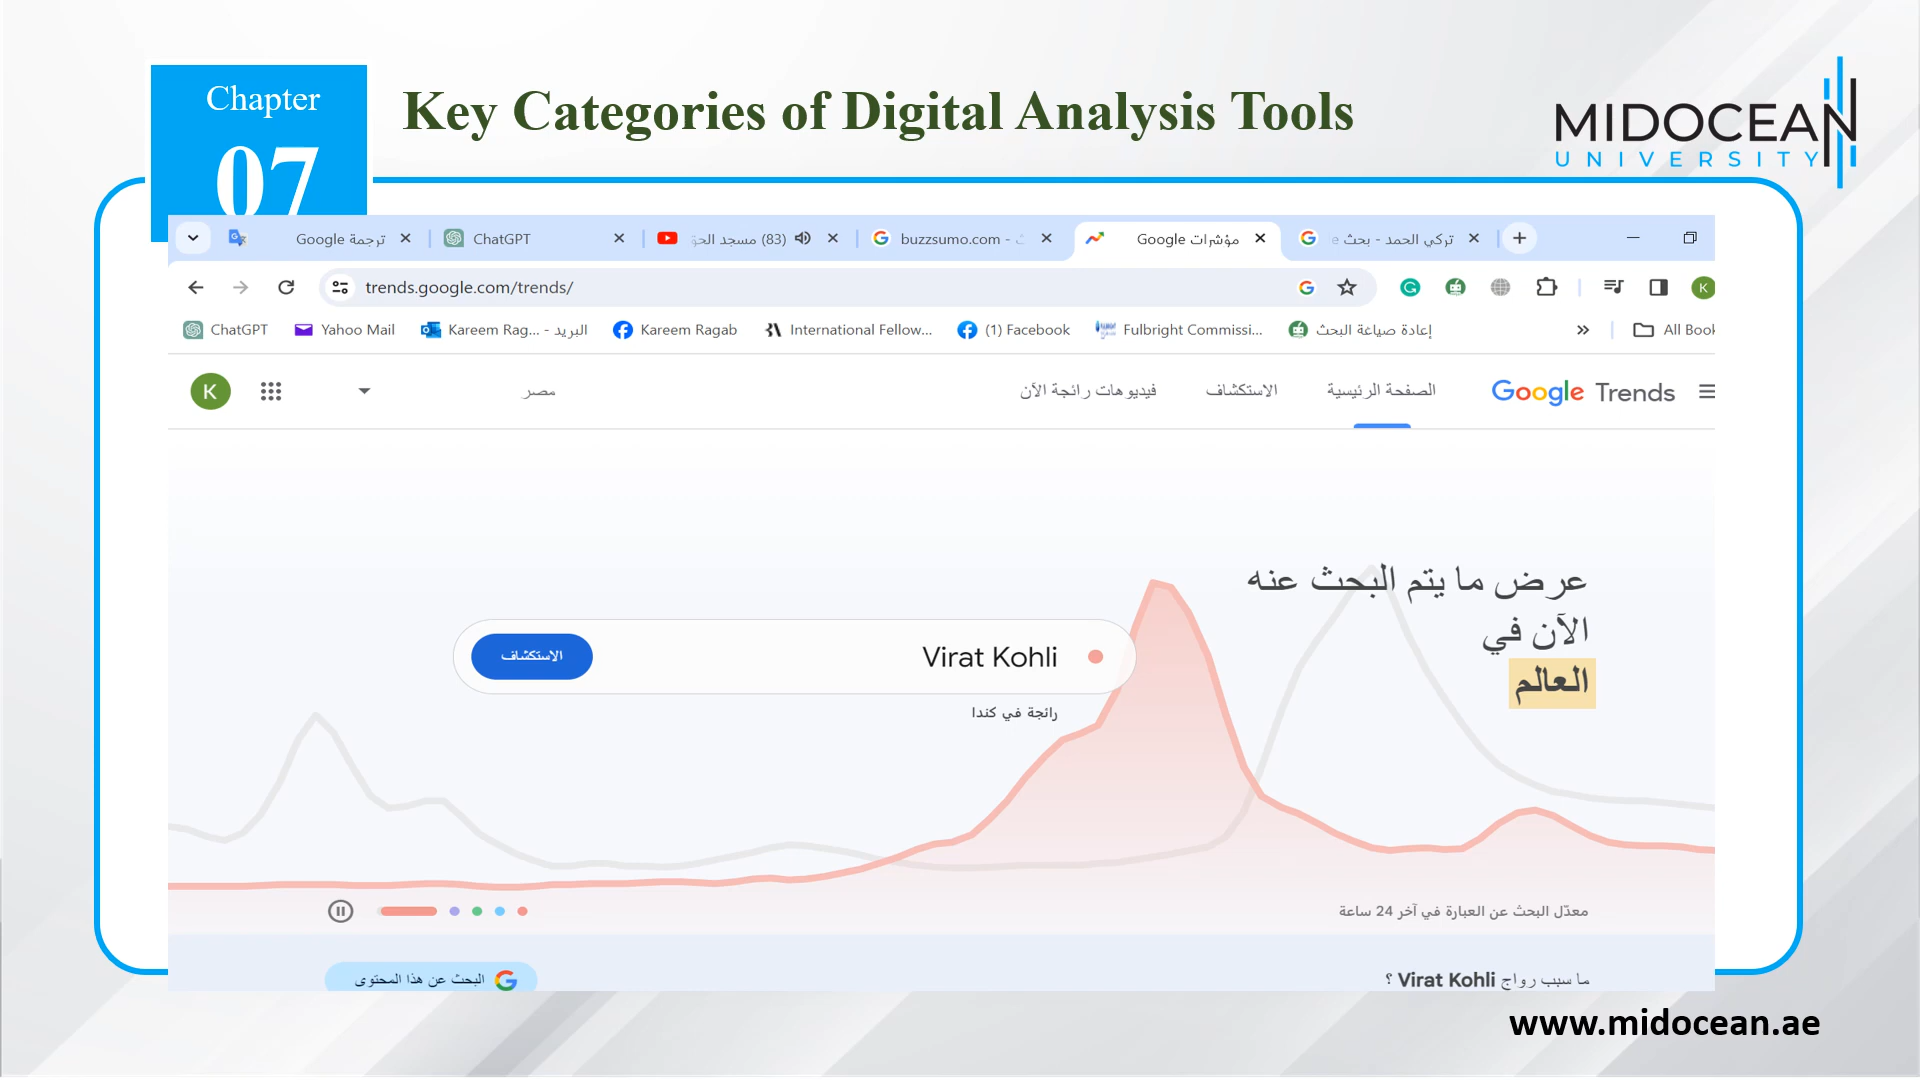 Chapter
07
Key Categories of Digital Analysis Tools
MIDOCEAN
UNIVERSITY
ترجمة Google
ChatGPT
(83) مسجد
buzzsumo.com -
مؤشرات Google
تركي الحمد - بحث
trends.google.com/trends/
K
ChatGPT
Yahoo Mail
Kareem Rag... - البريد
Kareem Ragab
International Fellow...
(1) Facebook
Fulbright Commissi...
إعادة صياغة البحث
All Book
Google Trends
الصفحة الرئيسية
الاستكشاف
فيديوهات رائجة الآن
مصر
K
عرض ما يتم البحث عنه
الآن في
العالم
Virat Kohli
الاستكشاف
رائجة في كندا
معدّل البحث عن العبارة في آخر 24 ساعة
ما سبب رواج Virat Kohli ؟
البحث عن هذا المحتوى
www.midocean.ae